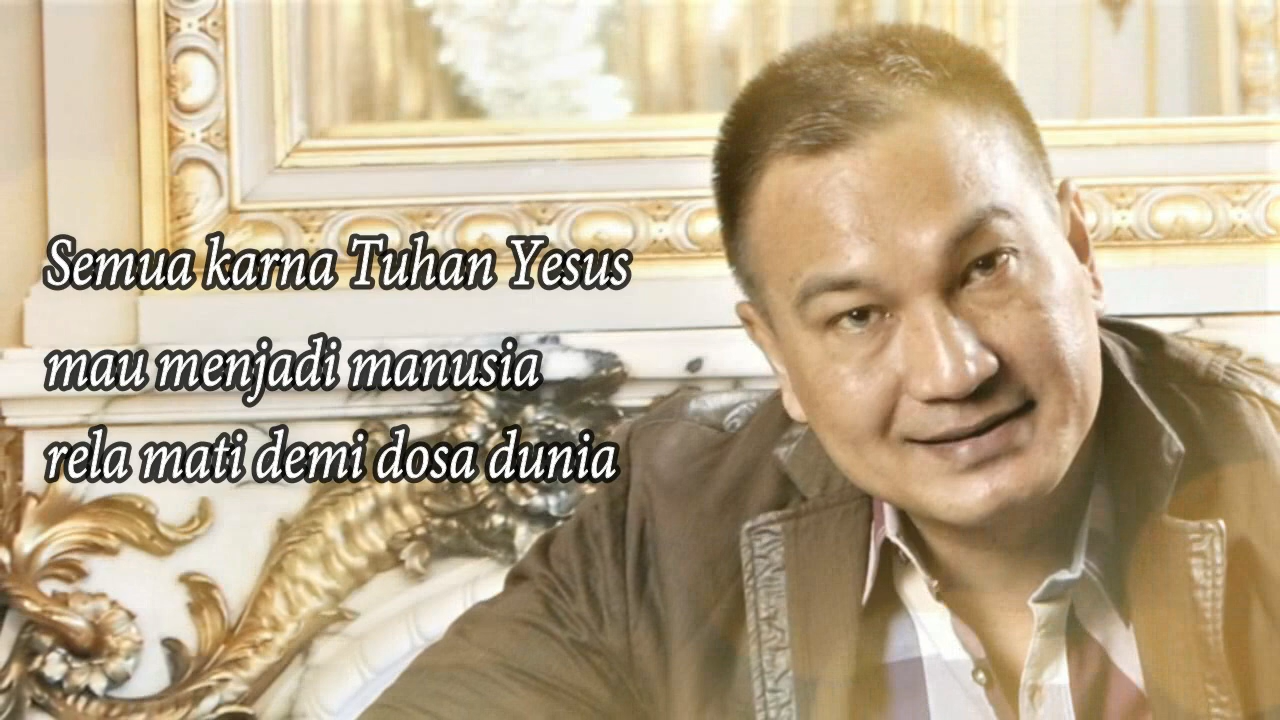 Semua karna Tuhan Yesus
mau menjadi manusia
rela mati demi dosa dunia